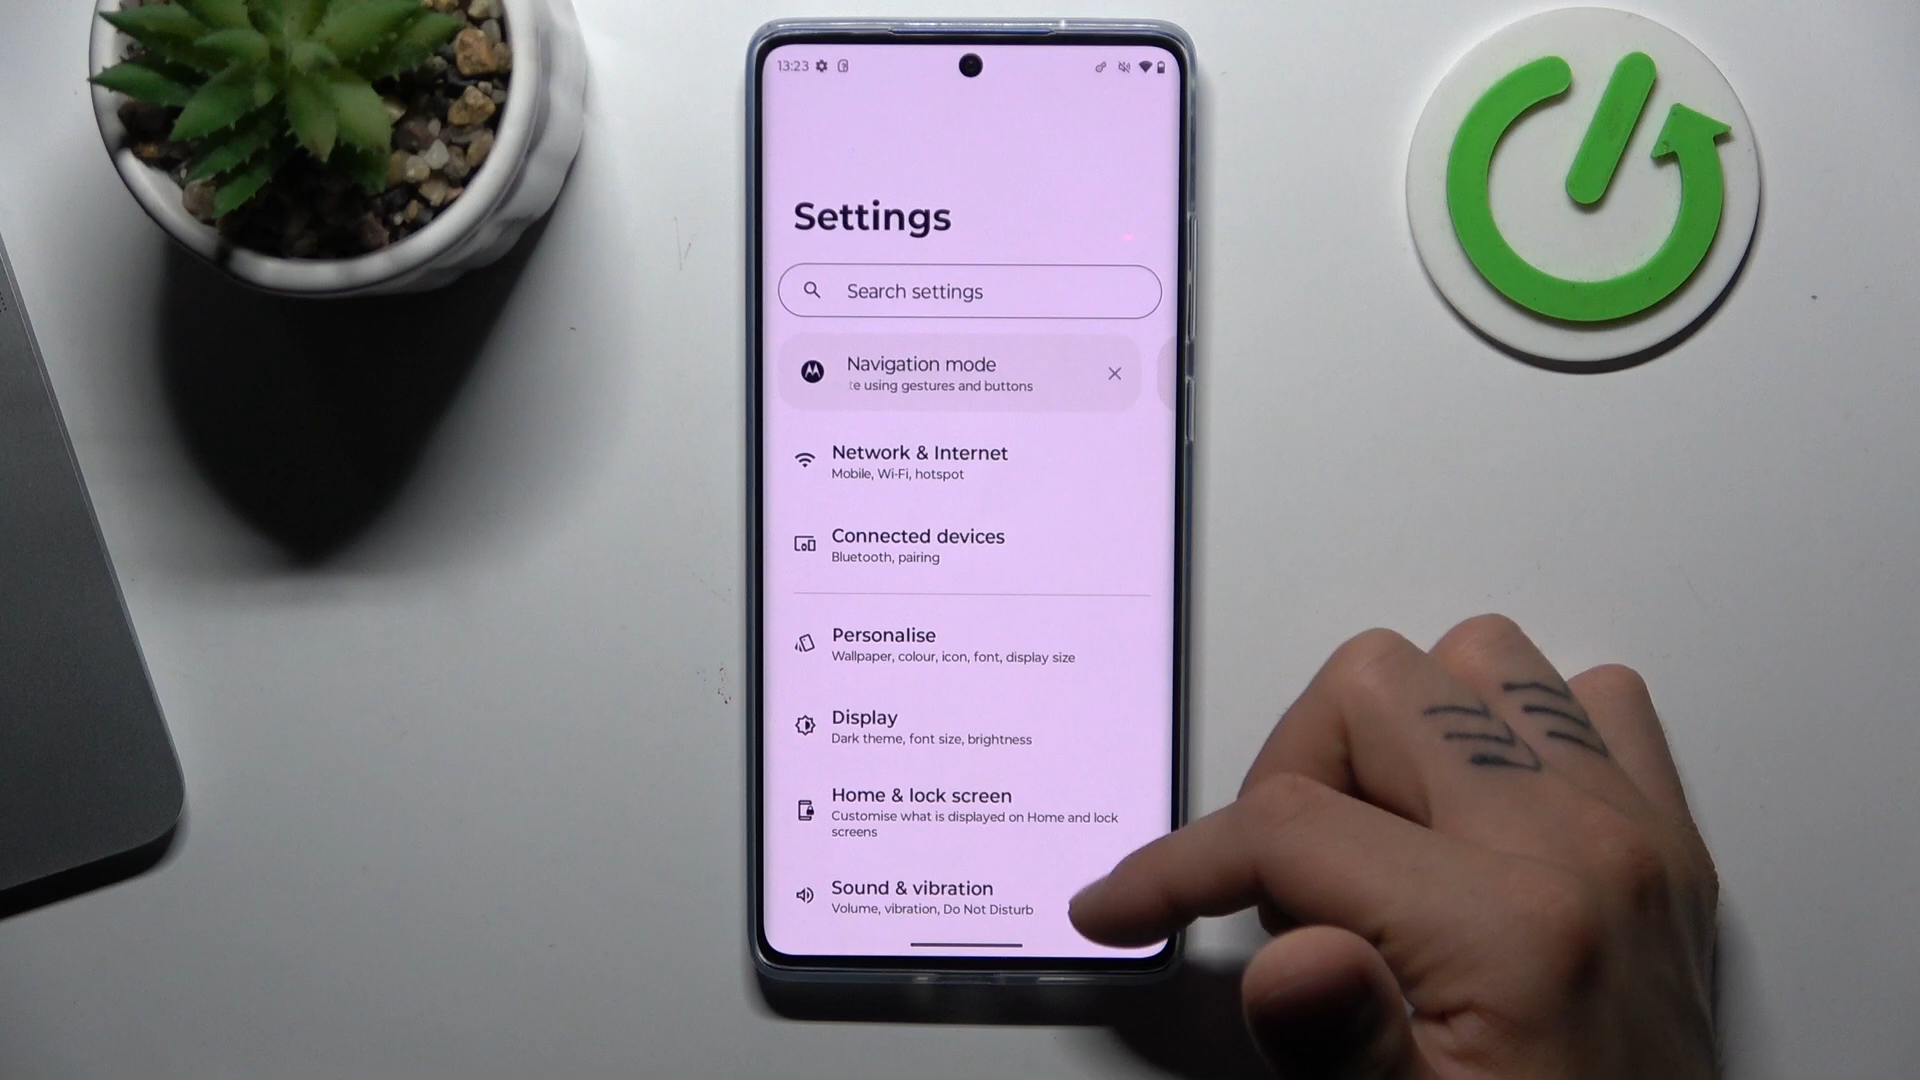 13:23
Settings
Search settings
Navigation mode
te using gestures and buttons
Network & Internet
Mobile, Wi-Fi, hotspot
Connected devices
Bluetooth, pairing
Personalise
Wallpaper, colour, icon, font, display size
Display
Dark theme, font size, brightness
Home & lock screen
Customise what is displayed on Home and lock
screens
Sound & vibration
Volume, vibration, Do Not Disturb